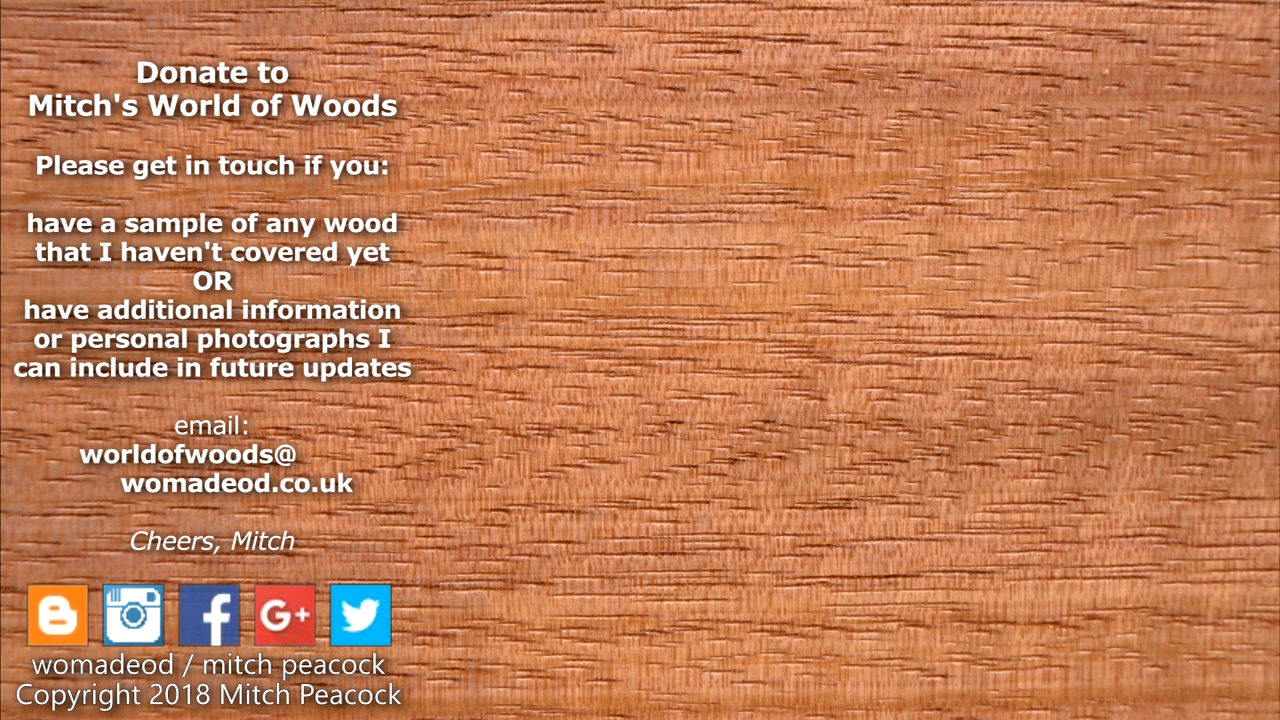 Donate to
Mitch's World of Woods
Please get in touch if you:
have a sample of any wood
that I haven't covered yet
OR
have additional information
or personal photographs I
can include in future updates
email:
worldofwoods@
womadeod.co.uk
Cheers, Mitch
womadeod / mitch peacock
Copyright 2018 Mitch Peacock